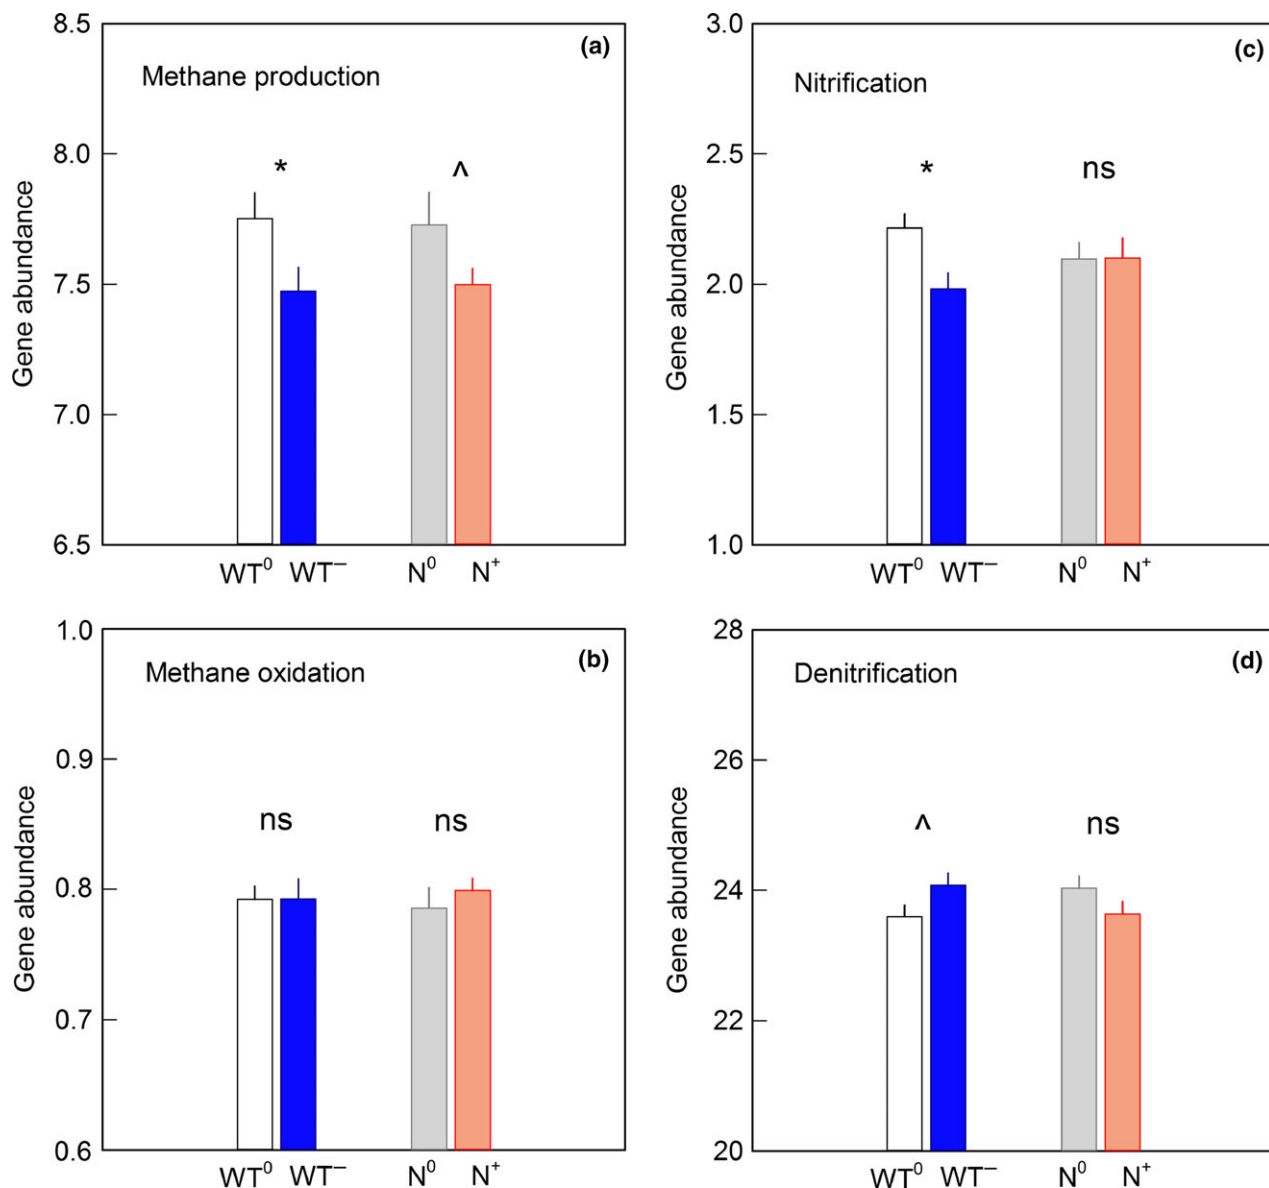 8.5
(a)
Methane production
8.0
*
^
7.5
7.0
6.5
Gene abundance
WT⁰ WT⁻ N⁰ N⁺
3.0
(c)
Nitrification
2.5
*
ns
2.0
1.5
1.0
Gene abundance
WT⁰ WT⁻ N⁰ N⁺
1.0
(b)
Methane oxidation
0.9
ns
ns
0.8
0.7
0.6
Gene abundance
WT⁰ WT⁻ N⁰ N⁺
28
(d)
Denitrification
26
^
ns
24
22
20
Gene abundance
WT⁰ WT⁻ N⁰ N⁺